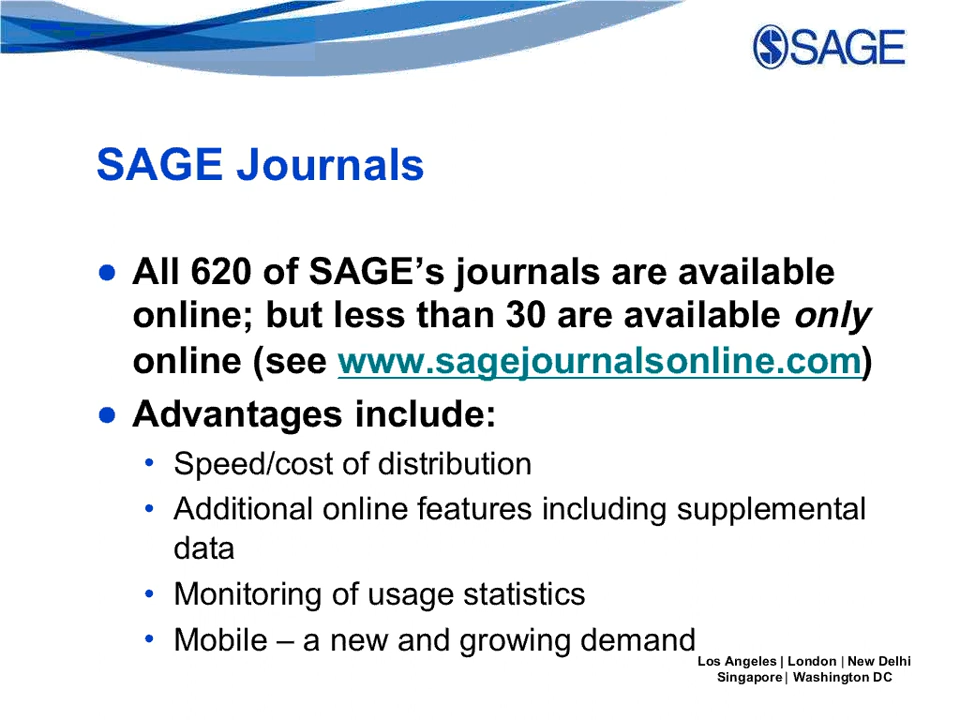 SAGE
SAGE Journals
● All 620 of SAGE’s journals are available
online; but less than 30 are available only
online (see www.sagejournalsonline.com)
● Advantages include:
• Speed/cost of distribution
• Additional online features including supplemental
data
• Monitoring of usage statistics
• Mobile – a new and growing demand
Los Angeles | London | New Delhi
Singapore | Washington DC